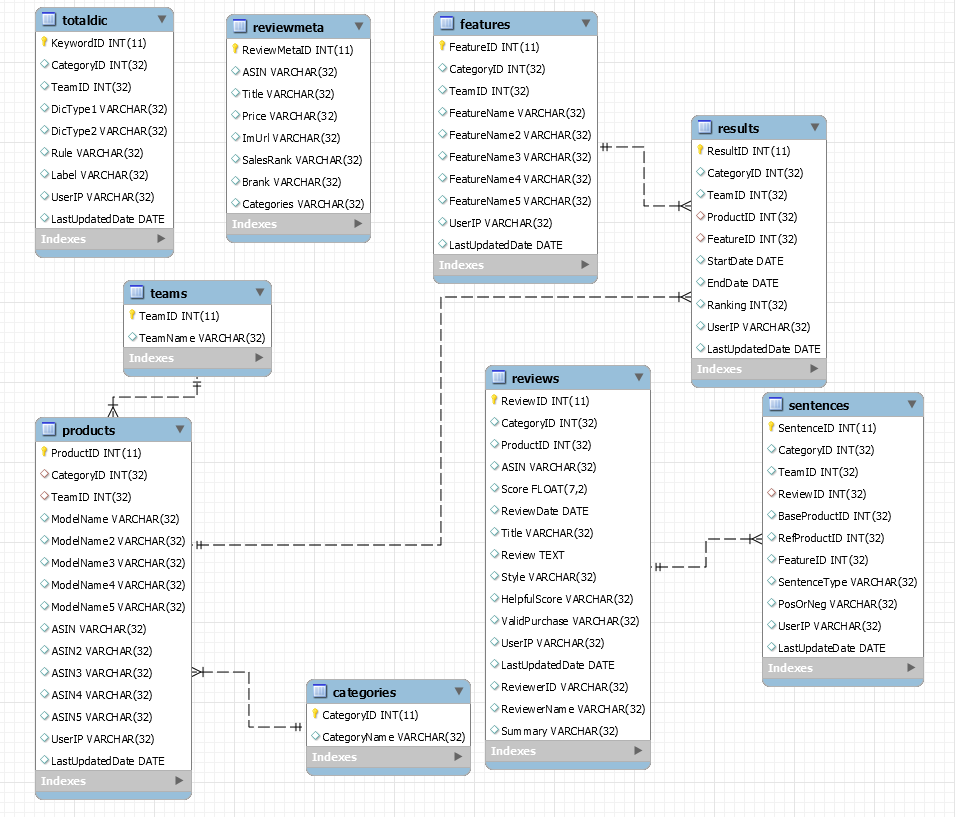 totaldic
KeywordID INT(11)
CategoryID INT(32)
TeamID INT(32)
DicType1 VARCHAR(32)
DicType2 VARCHAR(32)
Rule VARCHAR(32)
Label VARCHAR(32)
UserIP VARCHAR(32)
LastUpdatedDate DATE
Indexes
reviewmeta
ReviewMetaID INT(11)
ASIN VARCHAR(32)
Title VARCHAR(32)
Price VARCHAR(32)
ImUrl VARCHAR(32)
SalesRank VARCHAR(32)
Brank VARCHAR(32)
Categories VARCHAR(32)
Indexes
features
FeatureID INT(11)
CategoryID INT(32)
TeamID INT(32)
FeatureName VARCHAR(32)
FeatureName2 VARCHAR(32)
FeatureName3 VARCHAR(32)
FeatureName4 VARCHAR(32)
FeatureName5 VARCHAR(32)
UserIP VARCHAR(32)
LastUpdatedDate DATE
Indexes
results
ResultID INT(11)
CategoryID INT(32)
TeamID INT(32)
ProductID INT(32)
FeatureID INT(32)
StartDate DATE
EndDate DATE
Ranking INT(32)
UserIP VARCHAR(32)
LastUpdatedDate DATE
Indexes
teams
TeamID INT(11)
TeamName VARCHAR(32)
Indexes
products
ProductID INT(11)
CategoryID INT(32)
TeamID INT(32)
ModelName VARCHAR(32)
ModelName2 VARCHAR(32)
ModelName3 VARCHAR(32)
ModelName4 VARCHAR(32)
ModelName5 VARCHAR(32)
ASIN VARCHAR(32)
ASIN2 VARCHAR(32)
ASIN3 VARCHAR(32)
ASIN4 VARCHAR(32)
ASIN5 VARCHAR(32)
UserIP VARCHAR(32)
LastUpdatedDate DATE
Indexes
categories
CategoryID INT(11)
CategoryName VARCHAR(32)
Indexes
reviews
ReviewID INT(11)
CategoryID INT(32)
ProductID INT(32)
ASIN VARCHAR(32)
Score FLOAT(7,2)
ReviewDate DATE
Title VARCHAR(32)
Review TEXT
Style VARCHAR(32)
HelpfulScore VARCHAR(32)
ValidPurchase VARCHAR(32)
UserIP VARCHAR(32)
LastUpdatedDate DATE
ReviewerID VARCHAR(32)
ReviewerName VARCHAR(32)
Summary VARCHAR(32)
Indexes
sentences
SentenceID INT(11)
CategoryID INT(32)
TeamID INT(32)
ReviewID INT(32)
BaseProductID INT(32)
RefProductID INT(32)
FeatureID INT(32)
SentenceType VARCHAR(32)
PosOrNeg VARCHAR(32)
UserIP VARCHAR(32)
LastUpdatedDate DATE
Indexes